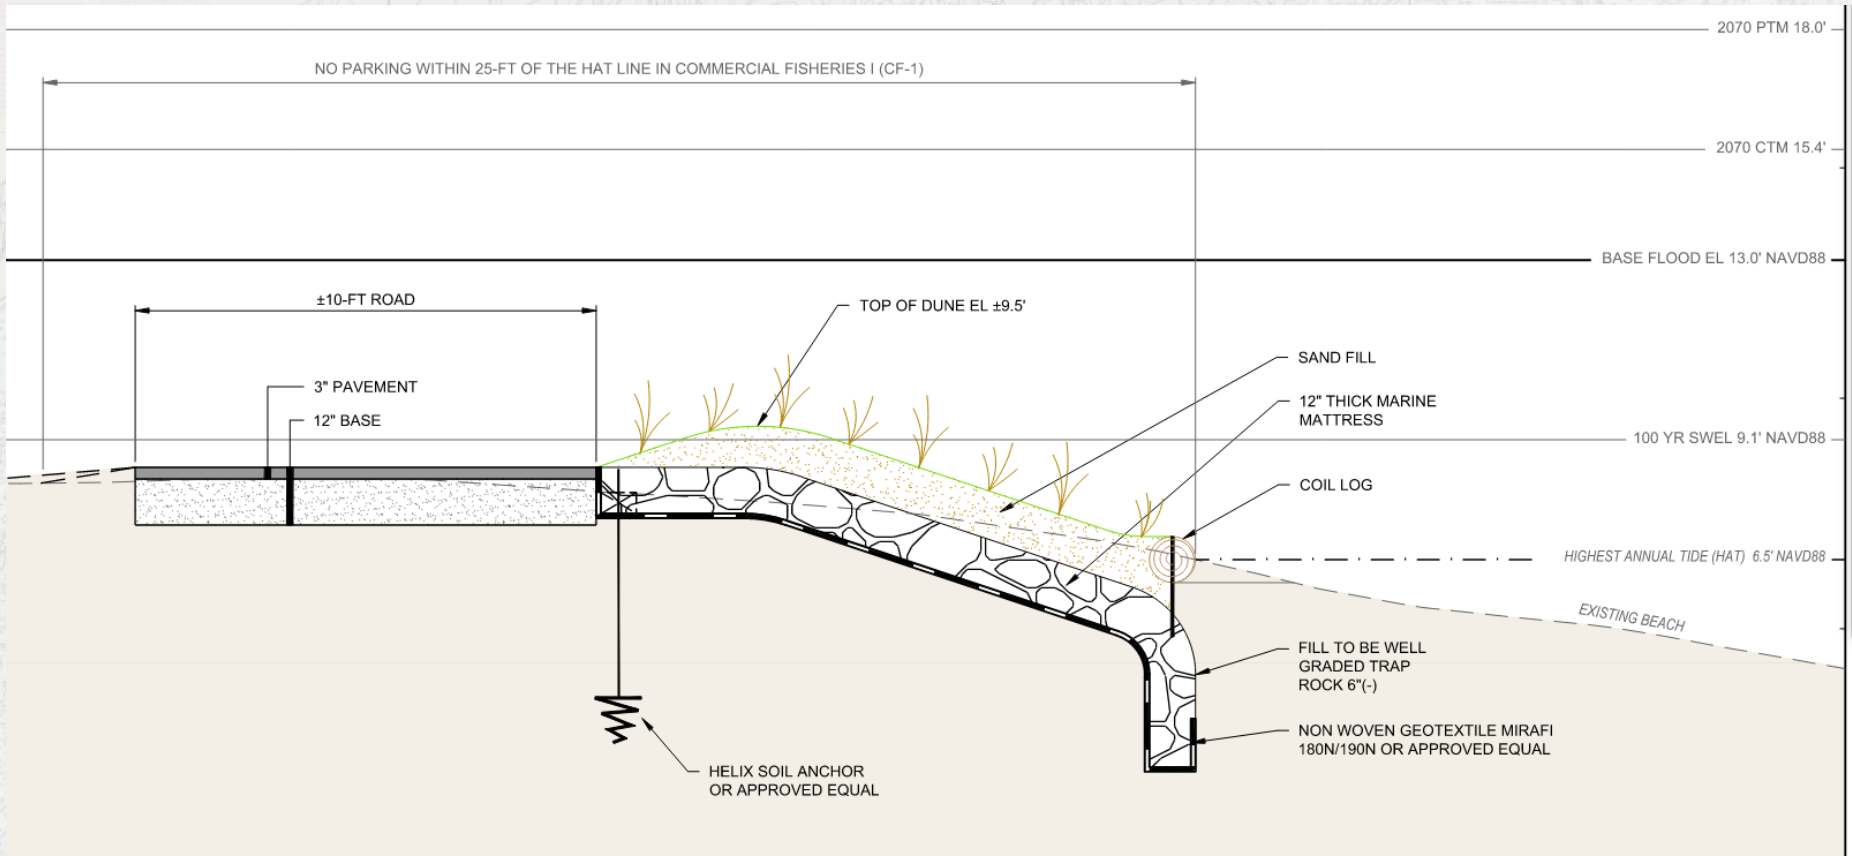 2070 PTM 18.0'
NO PARKING WITHIN 25-FT OF THE HAT LINE IN COMMERCIAL FISHERIES I (CF-1)
2070 CTM 15.4'
BASE FLOOD EL 13.0' NAVD88
±10-FT ROAD
TOP OF DUNE EL ±9.5'
SAND FILL
3" PAVEMENT
12" THICK MARINE
MATTRESS
12" BASE
100 YR SWEL 9.1' NAVD88
COIL LOG
HIGHEST ANNUAL TIDE (HAT) 6.5' NAVD88
EXISTING BEACH
FILL TO BE WELL
GRADED TRAP
ROCK 6"(-)
NON WOVEN GEOTEXTILE MIRAFI
180N/190N OR APPROVED EQUAL
HELIX SOIL ANCHOR
OR APPROVED EQUAL